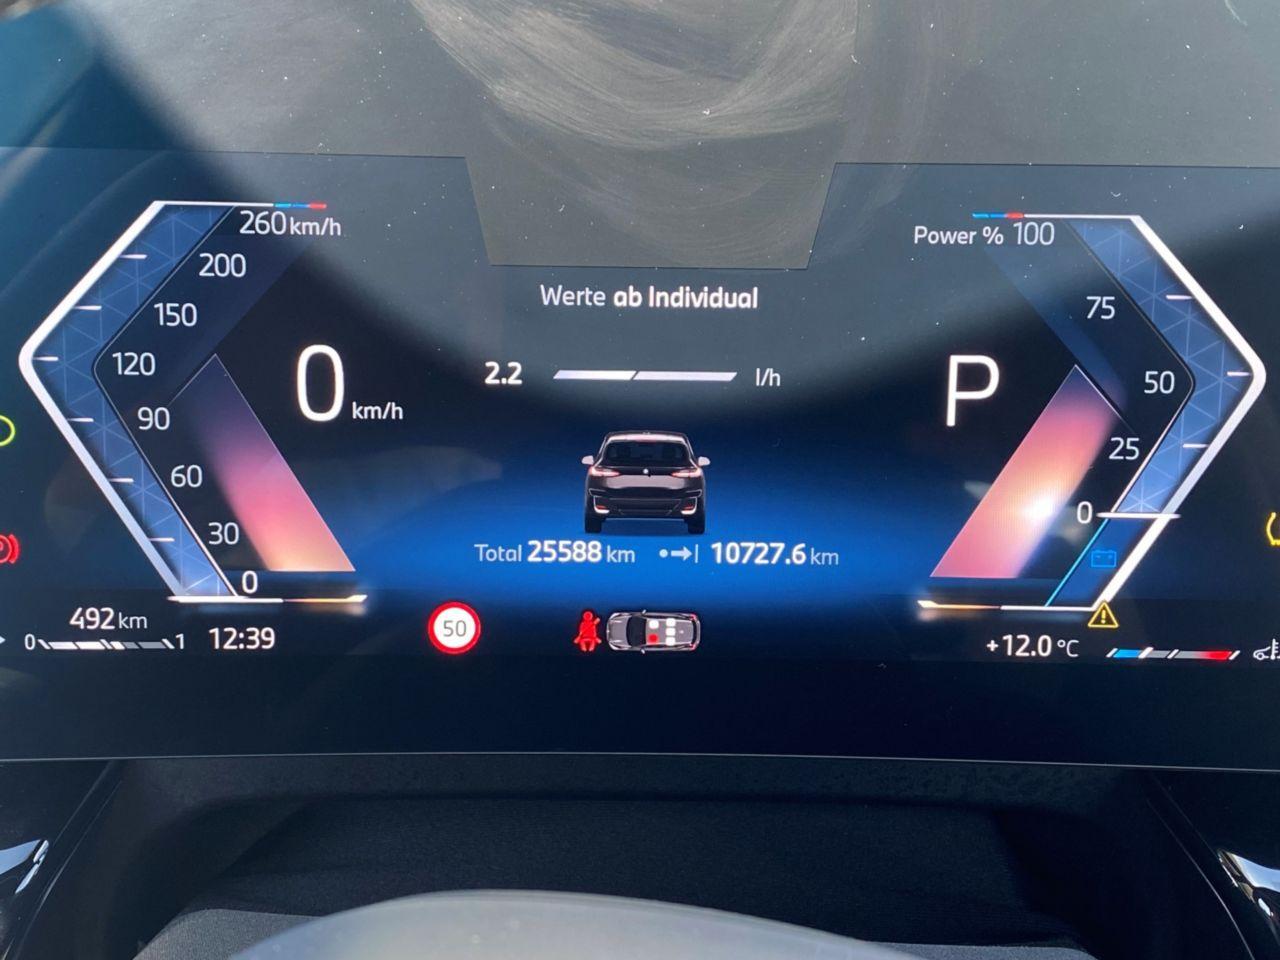 260 km/h
200
150
120
90
60
30
0
0 km/h
Werte ab Individual
2.2 l/h
Total 25588 km 10727.6 km
Power % 100
75
50
25
0
P
492 km
0 1
12:39
50
+12.0 °C